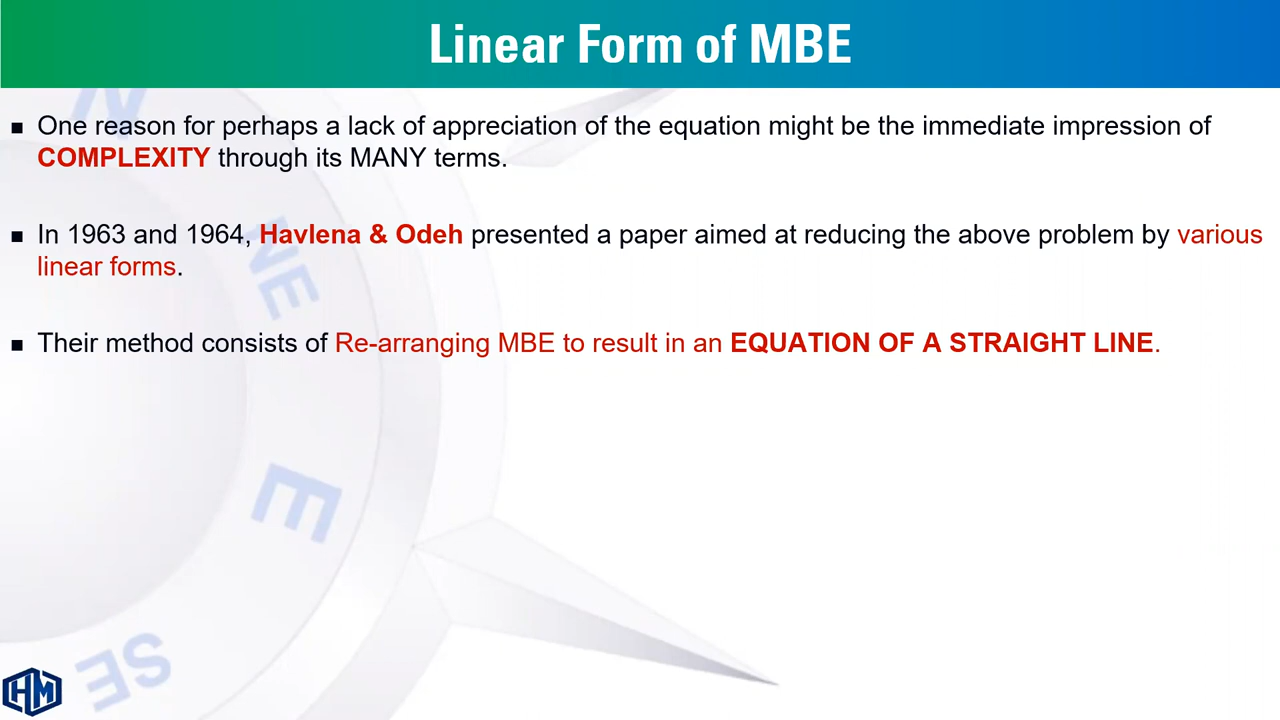 Linear Form of MBE
One reason for perhaps a lack of appreciation of the equation might be the immediate impression of
COMPLEXITY through its MANY terms.
In 1963 and 1964, Havlena & Odeh presented a paper aimed at reducing the above problem by various
linear forms.
Their method consists of Re-arranging MBE to result in an EQUATION OF A STRAIGHT LINE.
N
NE
E
SE
HM